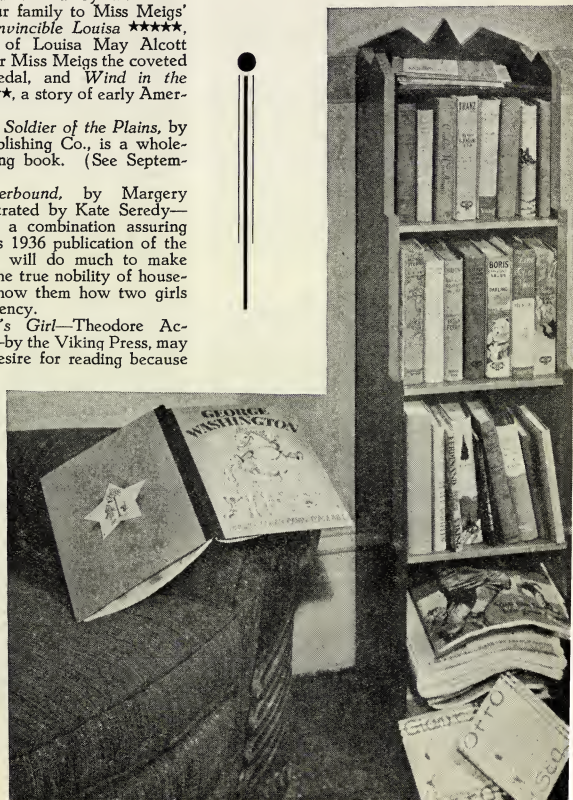 ur family to Miss Meigs'
nvincible Louisa ★★★★★,
of Louisa May Alcott
r Miss Meigs the coveted
edal, and Wind in the
★, a story of early Amer-
Soldier of the Plains, by
blishing Co., is a whole-
ng book. (See Septem-
erbound, by Margery
trated by Kate Seredy—
a combination assuring
s 1936 publication of the
will do much to make
ne true nobility of house-
now them how two girls
ency.
's Girl—Theodore Ac-
-by the Viking Press, may
esire for reading because
FRANZ
BORIS
GEORGE
WASHINGTON
OTTO